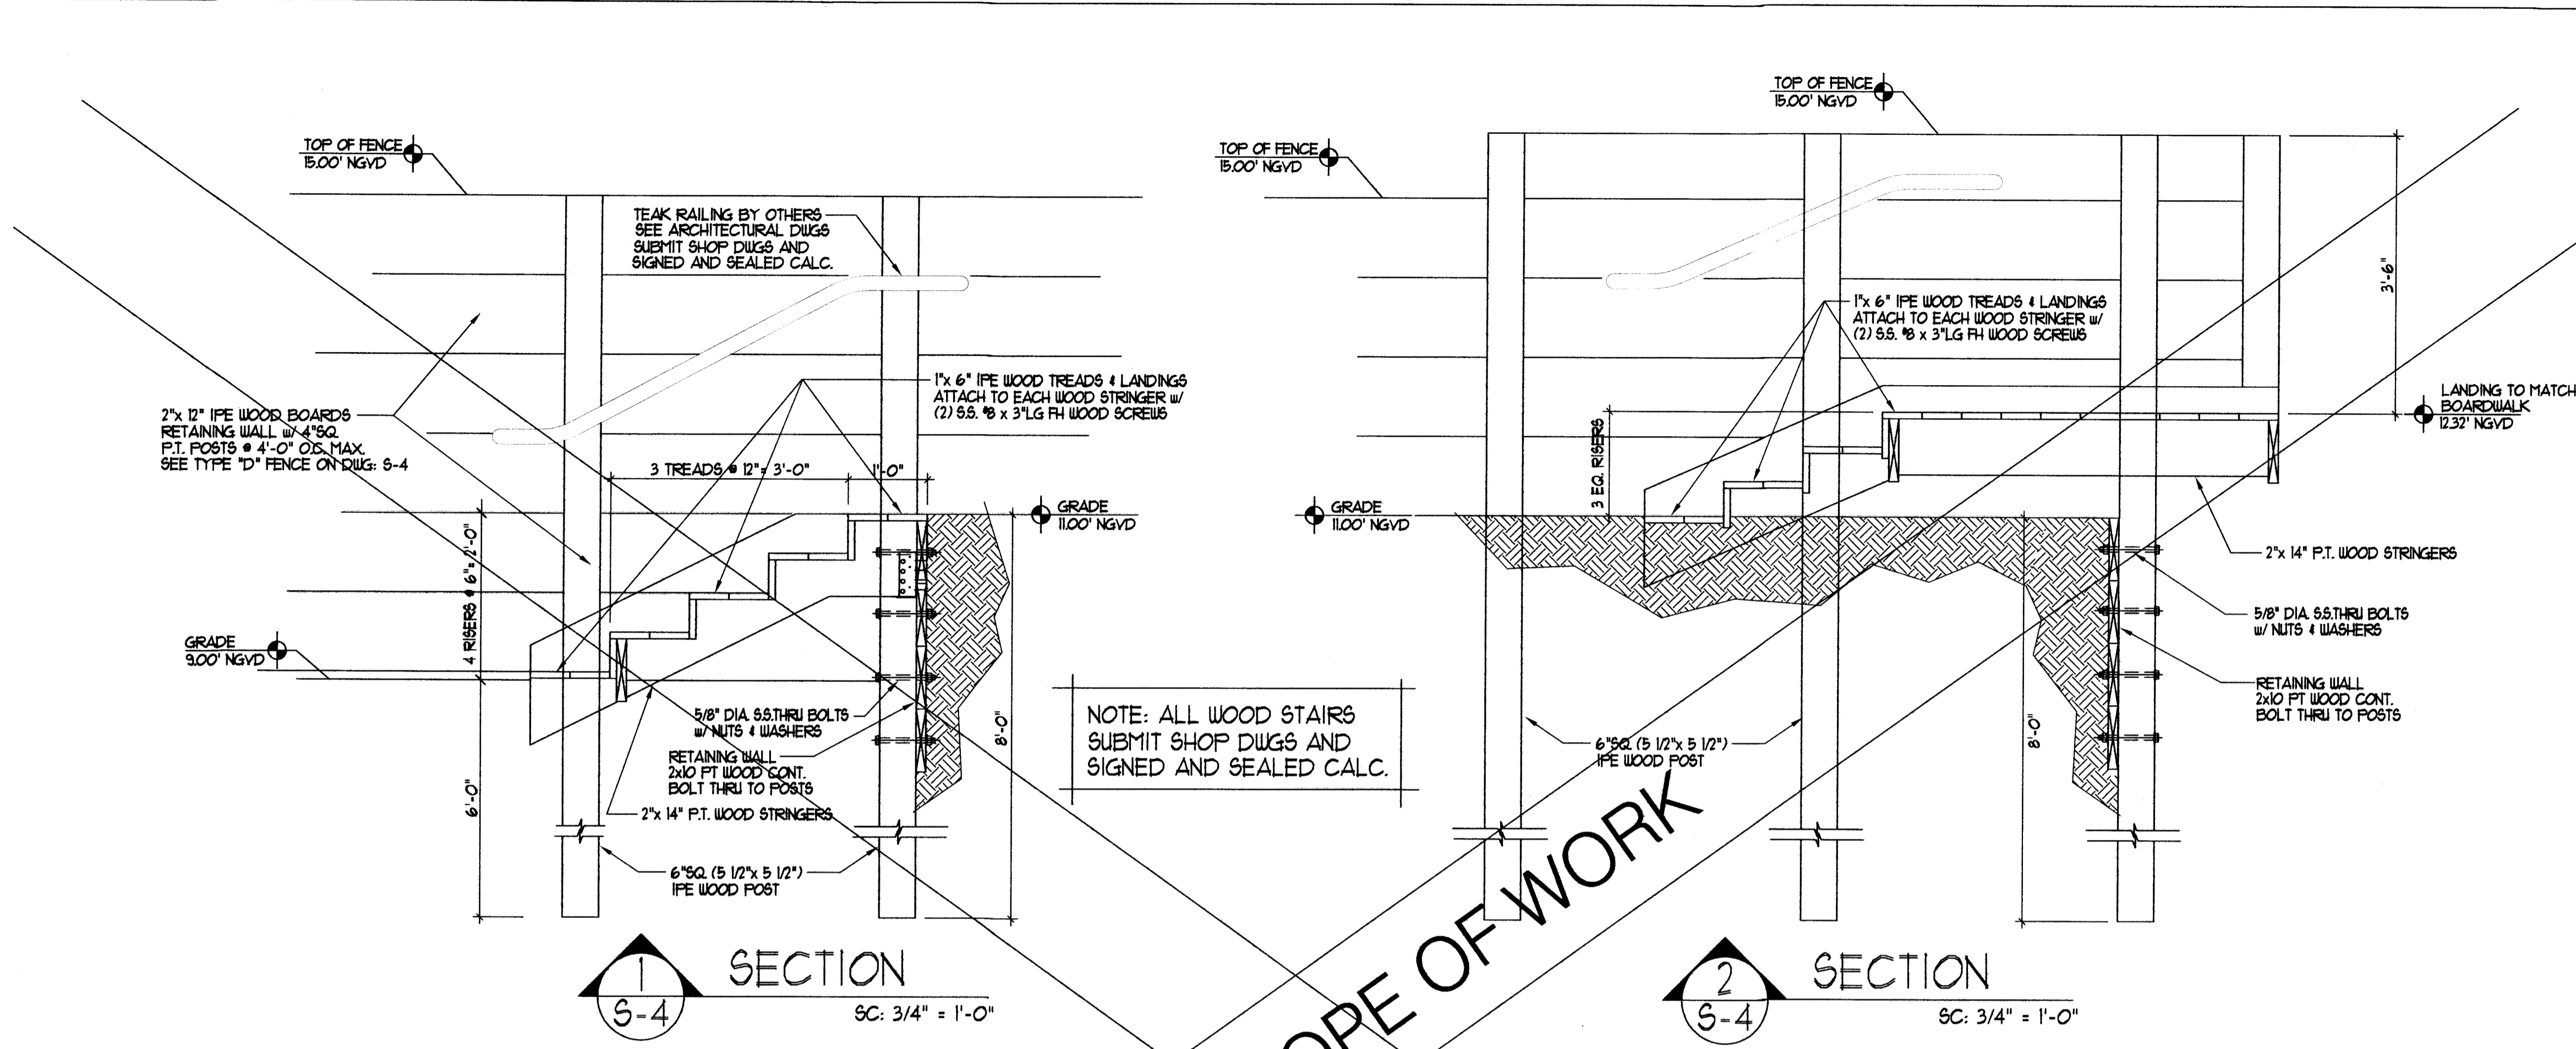 TOP OF FENCE
15.00' NGVD
TEAK RAILING BY OTHERS
SEE ARCHITECTURAL DWGS
SUBMIT SHOP DWGS AND
SIGNED AND SEALED CALC.
1"x 6" IPE WOOD TREADS & LANDINGS
ATTACH TO EACH WOOD STRINGER w/
(2) S.S. #8 x 3"LG FH WOOD SCREWS
2"x 12" IPE WOOD BOARDS
RETAINING WALL w/ 4"SQ.
P.T. POSTS @ 4'-0" O.C. MAX.
SEE TYPE "D" FENCE ON DWG: S-4
3 TREADS @ 12"= 3'-0"
1'-0"
GRADE
11.00' NGVD
4 RISERS @ 6"= 2'-0"
GRADE
9.00' NGVD
5/8" DIA. S.S.THRU BOLTS
w/ NUTS & WASHERS
RETAINING WALL
2x10 PT WOOD CONT.
BOLT THRU TO POSTS
2"x 14" P.T. WOOD STRINGERS
6'-0"
8'-0"
6"SQ. (5 1/2"x 5 1/2")
IPE WOOD POST
1
S-4
SECTION
SC: 3/4" = 1'-0"
NOTE: ALL WOOD STAIRS
SUBMIT SHOP DWGS AND
SIGNED AND SEALED CALC.
TOP OF FENCE
15.00' NGVD
TOP OF FENCE
15.00' NGVD
1"x 6" IPE WOOD TREADS & LANDINGS
ATTACH TO EACH WOOD STRINGER w/
(2) S.S. #8 x 3"LG FH WOOD SCREWS
3'-6"
LANDING TO MATCH
BOARDWALK
12.32' NGVD
3 EQ. RISERS
GRADE
11.00' NGVD
2"x 14" P.T. WOOD STRINGERS
5/8" DIA. S.S.THRU BOLTS
w/ NUTS & WASHERS
RETAINING WALL
2x10 PT WOOD CONT.
BOLT THRU TO POSTS
8'-0"
6"SQ. (5 1/2"x 5 1/2")
IPE WOOD POST
OPE OF WORK
2
S-4
SECTION
SC: 3/4" = 1'-0"